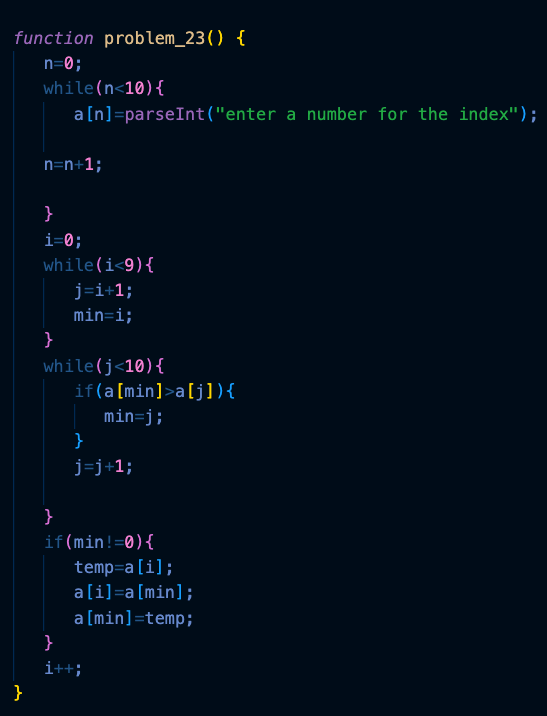 function problem_23() {
n=0;
while(n<10){
a[n]=parseInt("enter a number for the index");
n=n+1;
}
i=0;
while(i<9){
j=i+1;
min=i;
}
while(j<10){
if(a[min]>a[j]){
min=j;
}
j=j+1;
}
if(min!=0){
temp=a[i];
a[i]=a[min];
a[min]=temp;
}
i++;
}